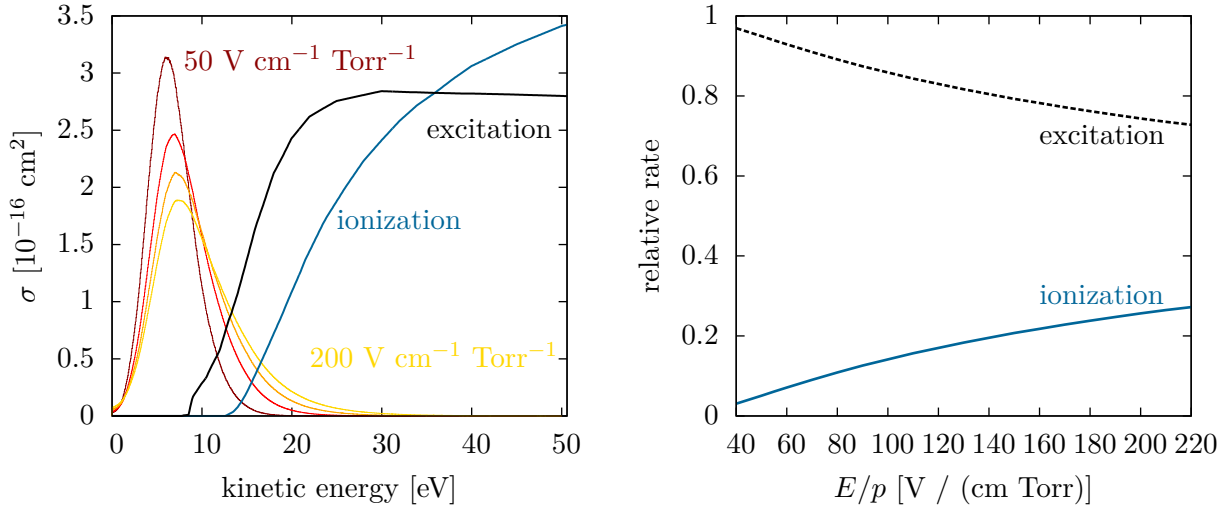 3.5
3
2.5
2
1.5
1
0.5
0
σ [10⁻¹⁶ cm²]
50 V cm⁻¹ Torr⁻¹
excitation
ionization
200 V cm⁻¹ Torr⁻¹
0 10 20 30 40 50
kinetic energy [eV]
1
0.8
0.6
0.4
0.2
0
relative rate
excitation
ionization
40 60 80 100 120 140 160 180 200 220
E/p [V / (cm Torr)]